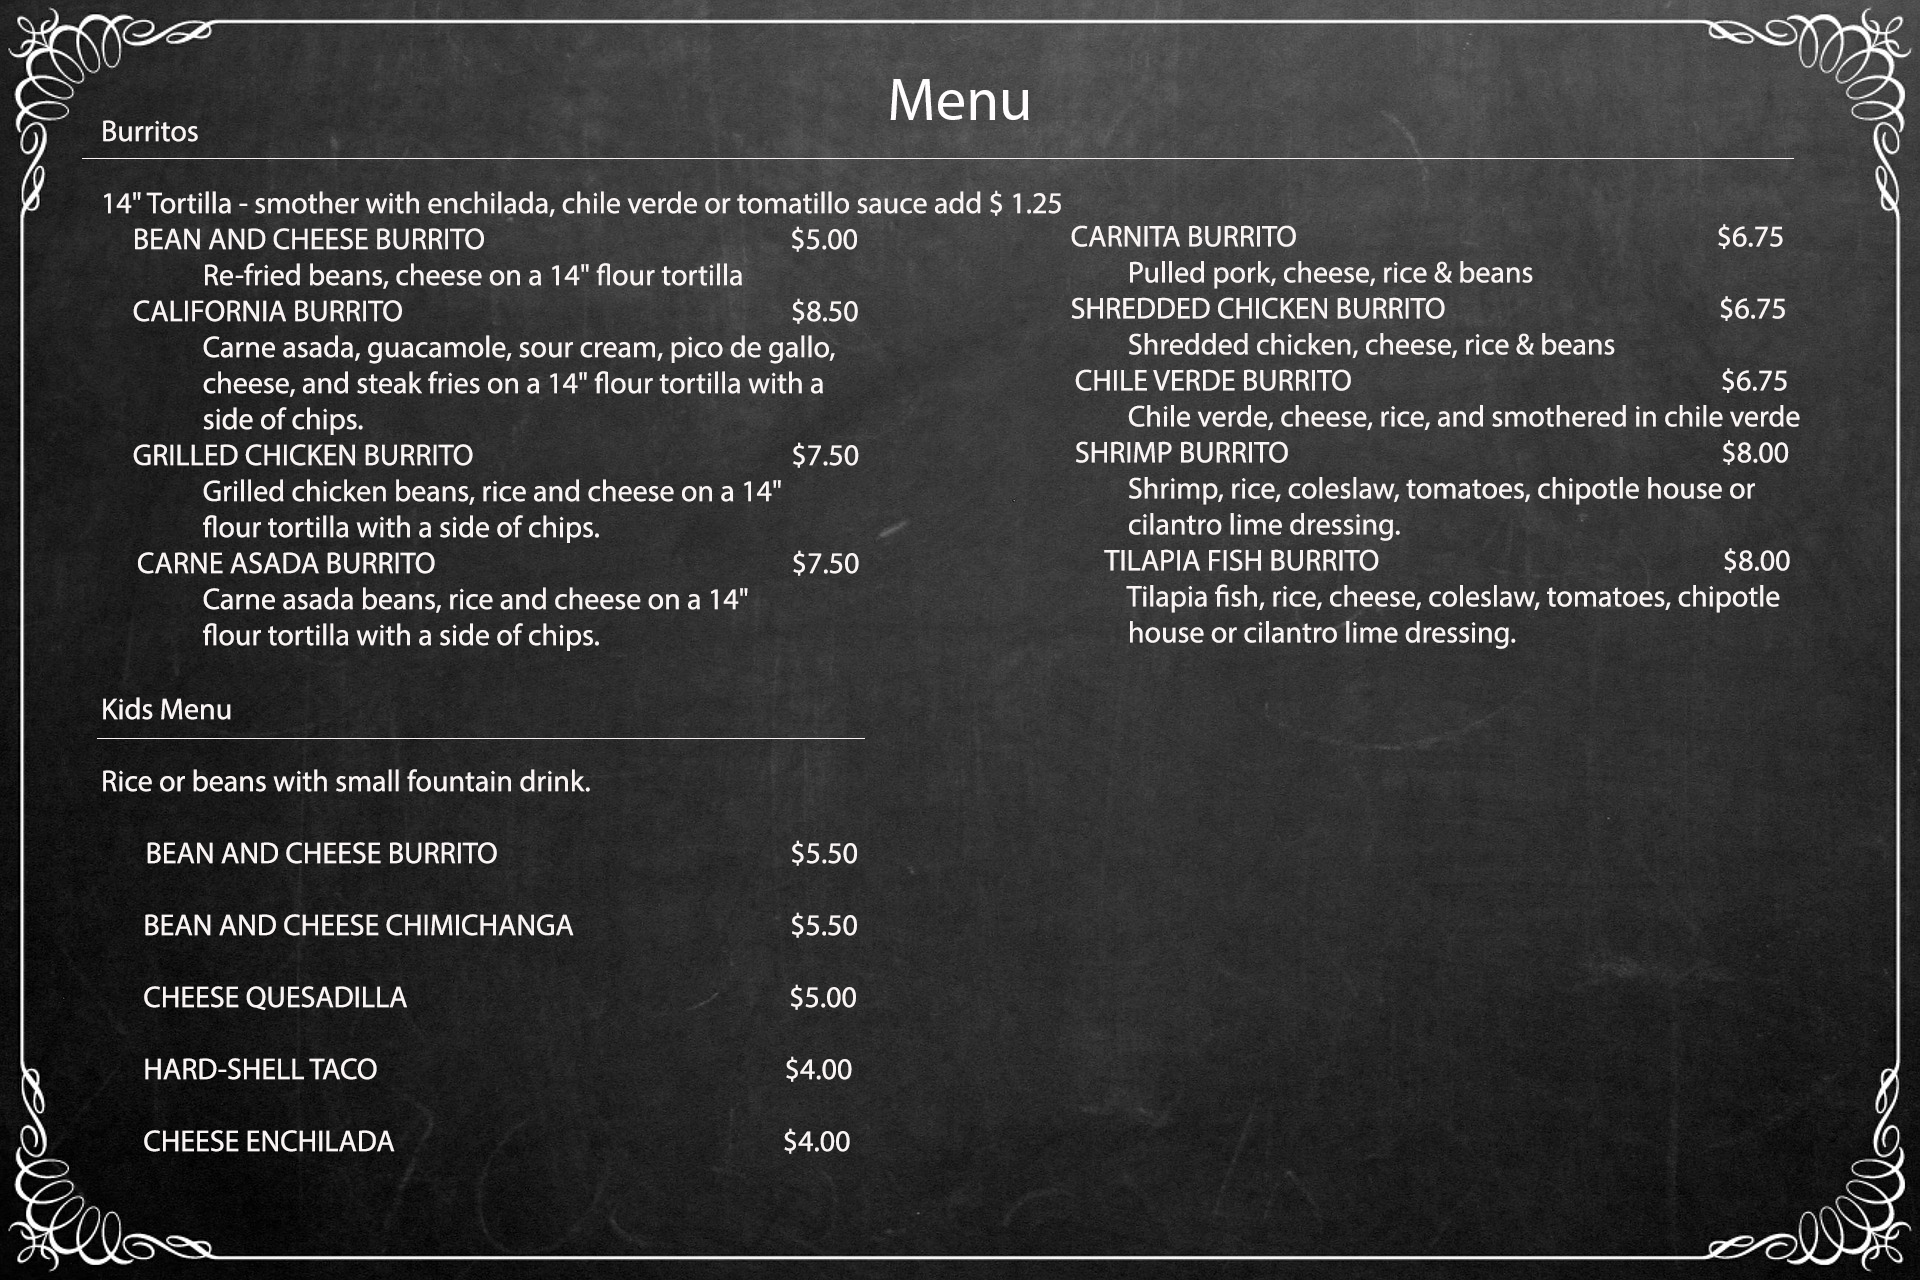 Menu
Burritos
14" Tortilla - smother with enchilada, chile verde or tomatillo sauce add $ 1.25
BEAN AND CHEESE BURRITO $5.00
Re-fried beans, cheese on a 14" flour tortilla
CALIFORNIA BURRITO $8.50
Carne asada, guacamole, sour cream, pico de gallo,
cheese, and steak fries on a 14" flour tortilla with a
side of chips.
GRILLED CHICKEN BURRITO $7.50
Grilled chicken beans, rice and cheese on a 14"
flour tortilla with a side of chips.
CARNE ASADA BURRITO $7.50
Carne asada beans, rice and cheese on a 14"
flour tortilla with a side of chips.
CARNITA BURRITO $6.75
Pulled pork, cheese, rice & beans
SHREDDED CHICKEN BURRITO $6.75
Shredded chicken, cheese, rice & beans
CHILE VERDE BURRITO $6.75
Chile verde, cheese, rice, and smothered in chile verde
SHRIMP BURRITO $8.00
Shrimp, rice, coleslaw, tomatoes, chipotle house or
cilantro lime dressing.
TILAPIA FISH BURRITO $8.00
Tilapia fish, rice, cheese, coleslaw, tomatoes, chipotle
house or cilantro lime dressing.
Kids Menu
Rice or beans with small fountain drink.
BEAN AND CHEESE BURRITO $5.50
BEAN AND CHEESE CHIMICHANGA $5.50
CHEESE QUESADILLA $5.00
HARD-SHELL TACO $4.00
CHEESE ENCHILADA $4.00